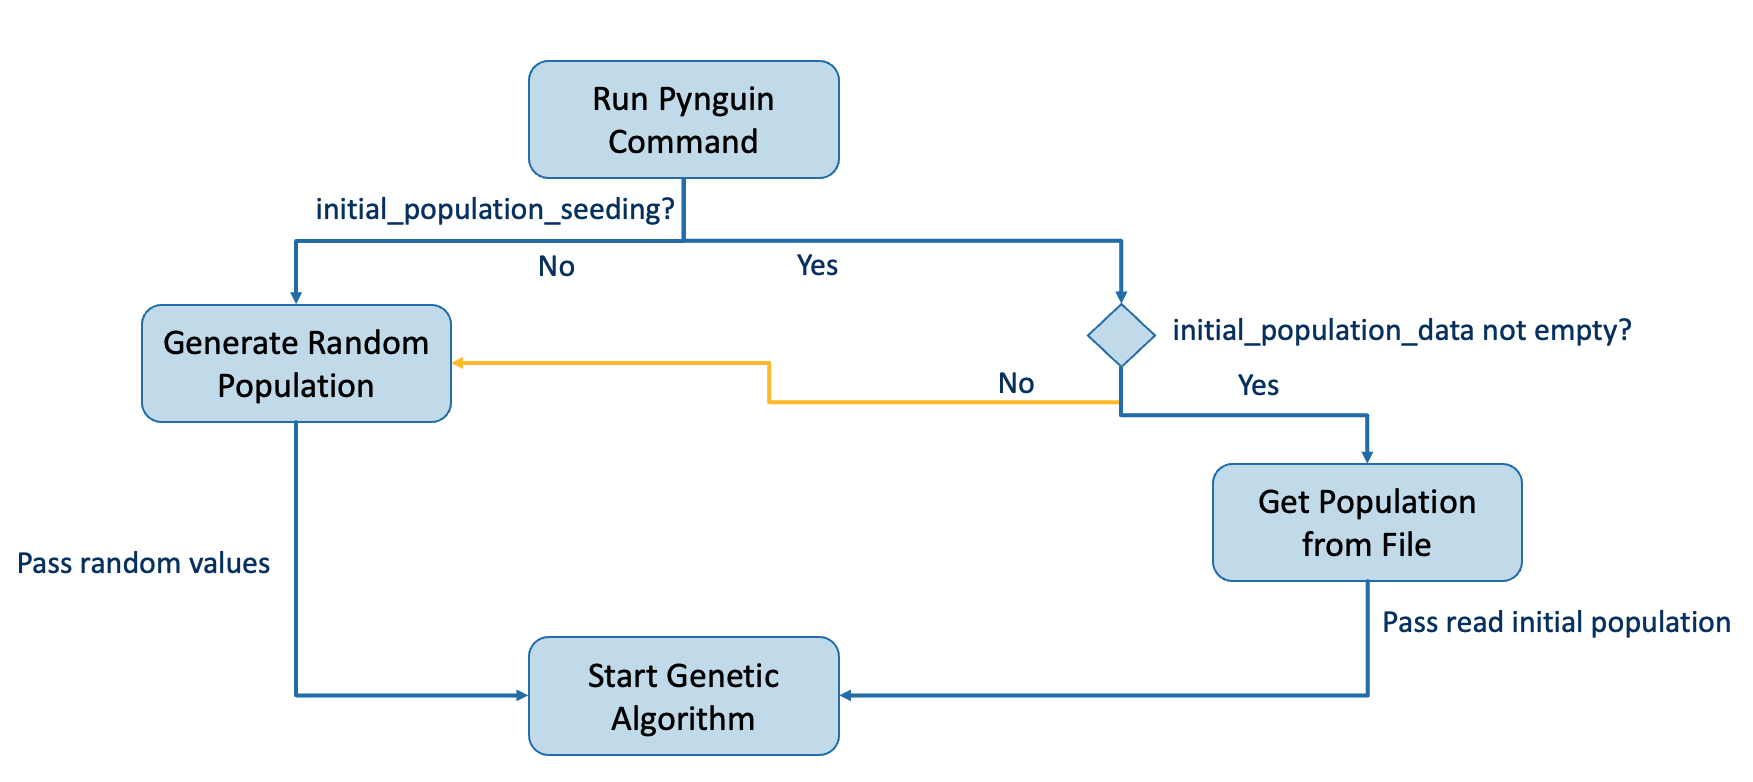 Run Pynguin
Command
initial_population_seeding?
No
Yes
Generate Random
Population
initial_population_data not empty?
No
Yes
Get Population
from File
Pass random values
Pass read initial population
Start Genetic
Algorithm